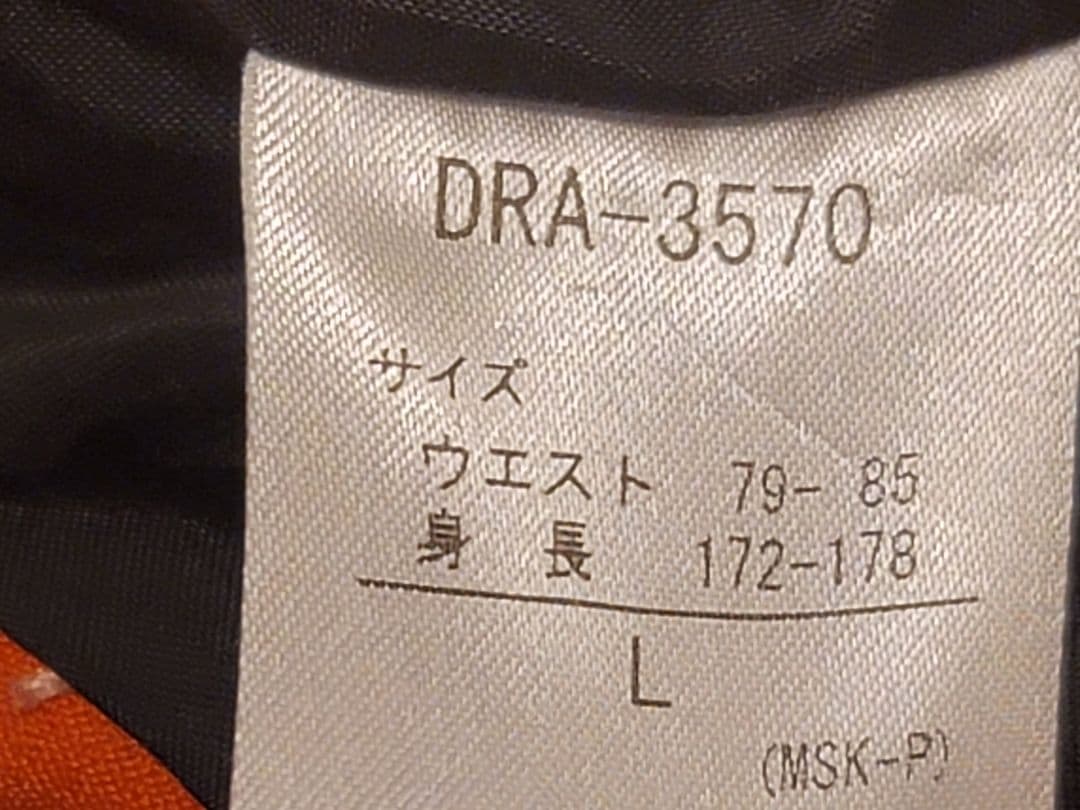 DRA-3570
サイズ
ウエスト 79- 85
身 長 172-178
L
(MSK-P)